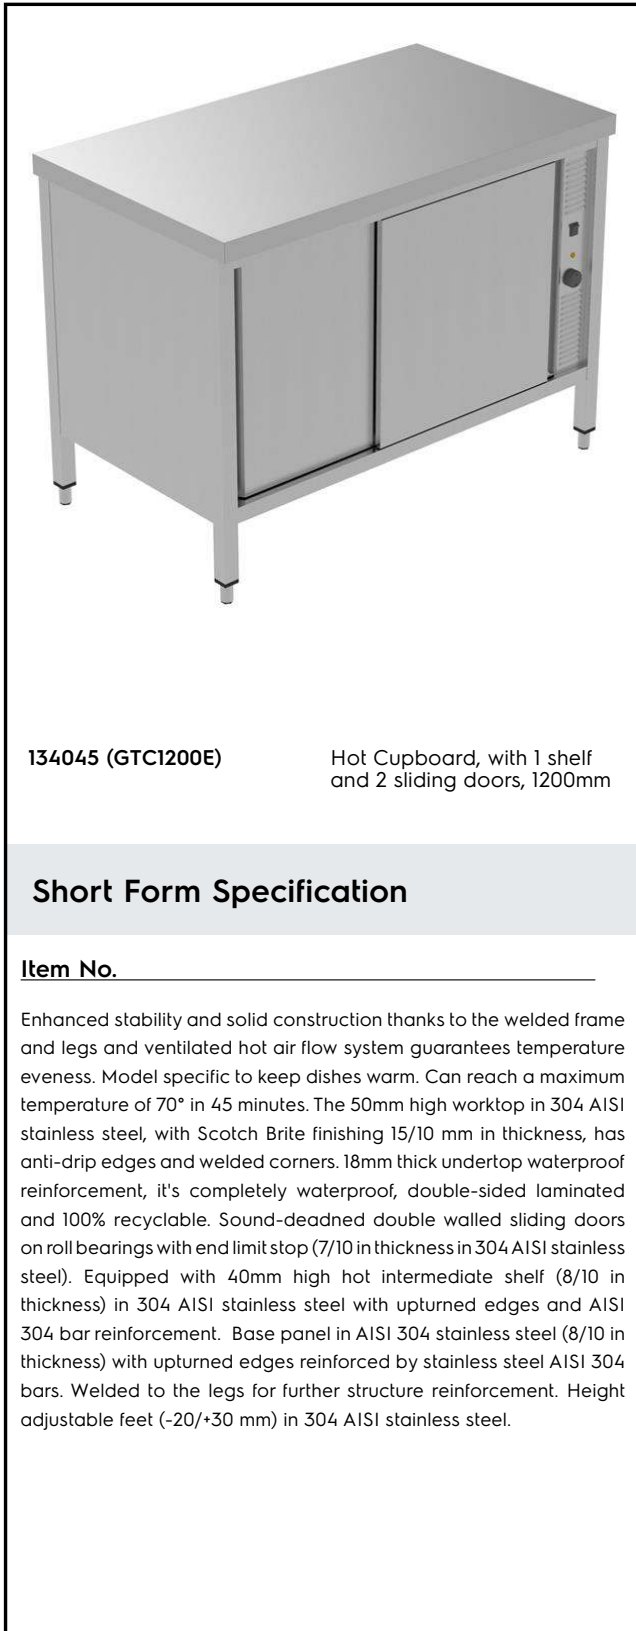 134045 (GTC1200E)
Hot Cupboard, with 1 shelf
and 2 sliding doors, 1200mm
Short Form Specification
Item No.
Enhanced stability and solid construction thanks to the welded frame
and legs and ventilated hot air flow system guarantees temperature
eveness. Model specific to keep dishes warm. Can reach a maximum
temperature of 70° in 45 minutes. The 50mm high worktop in 304 AISI
stainless steel, with Scotch Brite finishing 15/10 mm in thickness, has
anti-drip edges and welded corners. 18mm thick undertop waterproof
reinforcement, it's completely waterproof, double-sided laminated
and 100% recyclable. Sound-deadned double walled sliding doors
on roll bearings with end limit stop (7/10 in thickness in 304 AISI stainless
steel). Equipped with 40mm high hot intermediate shelf (8/10 in
thickness) in 304 AISI stainless steel with upturned edges and AISI
304 bar reinforcement. Base panel in AISI 304 stainless steel (8/10 in
thickness) with upturned edges reinforced by stainless steel AISI 304
bars. Welded to the legs for further structure reinforcement. Height
adjustable feet (-20/+30 mm) in 304 AISI stainless steel.